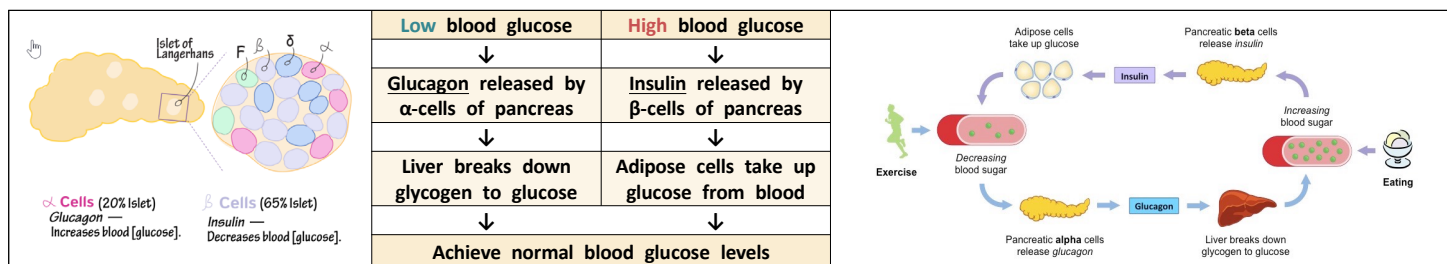 Islet of
Langerhans
F
β
δ
α
α Cells (20% Islet)
Glucagon —
Increases blood [glucose].
β Cells (65% Islet)
Insulin —
Decreases blood [glucose].
Low blood glucose
↓
Glucagon released by
α-cells of pancreas
↓
Liver breaks down
glycogen to glucose
↓
High blood glucose
↓
Insulin released by
β-cells of pancreas
↓
Adipose cells take up
glucose from blood
↓
Achieve normal blood glucose levels
Adipose cells
take up glucose
Insulin
Pancreatic beta cells
release insulin
Exercise
Decreasing
blood sugar
Increasing
blood sugar
Eating
Pancreatic alpha cells
release glucagon
Glucagon
Liver breaks down
glycogen to glucose